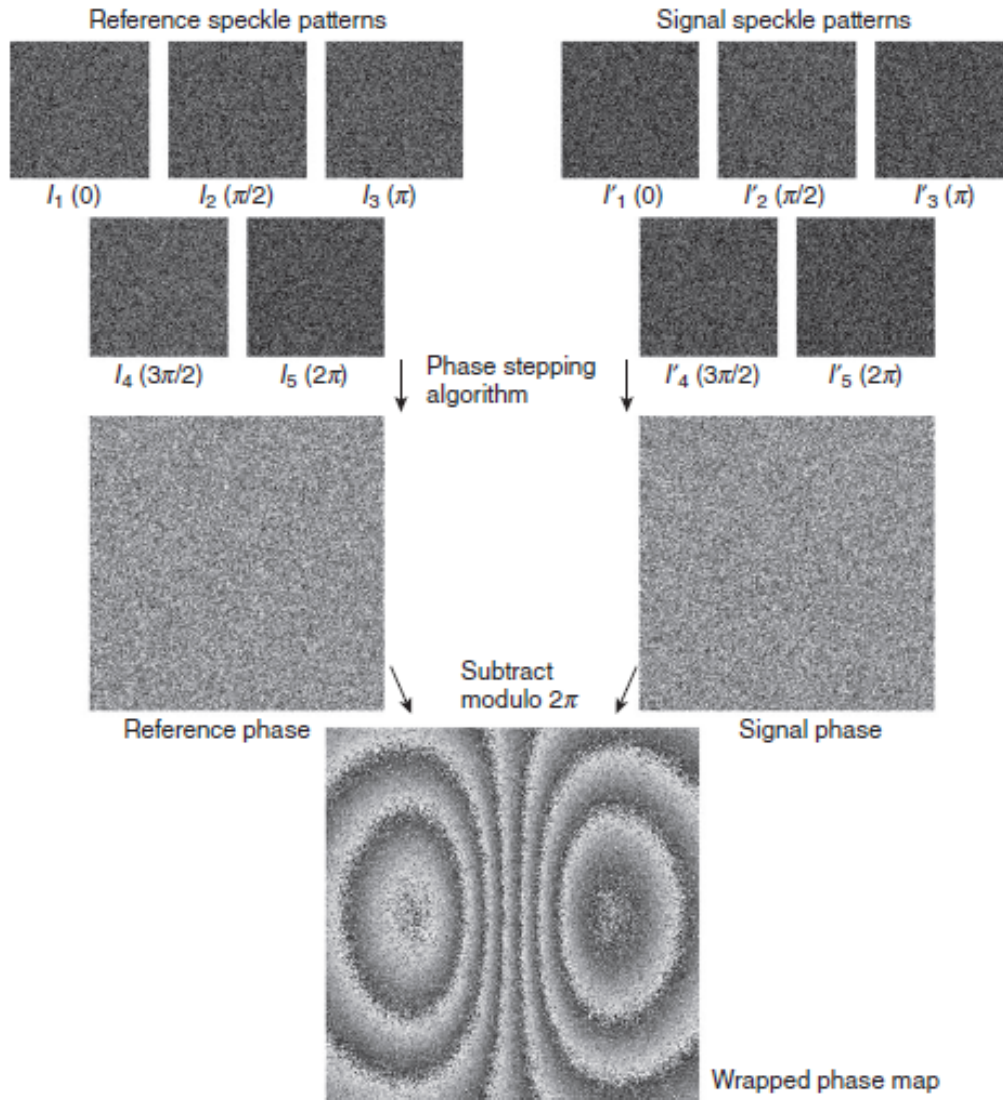 Reference speckle patterns
Signal speckle patterns
I₁ (0)
I₂ (π/2)
I₃ (π)
I′₁ (0)
I′₂ (π/2)
I′₃ (π)
I₄ (3π/2)
I₅ (2π)
I′₄ (3π/2)
I′₅ (2π)
Phase stepping
algorithm
Subtract
modulo 2π
Reference phase
Signal phase
Wrapped phase map